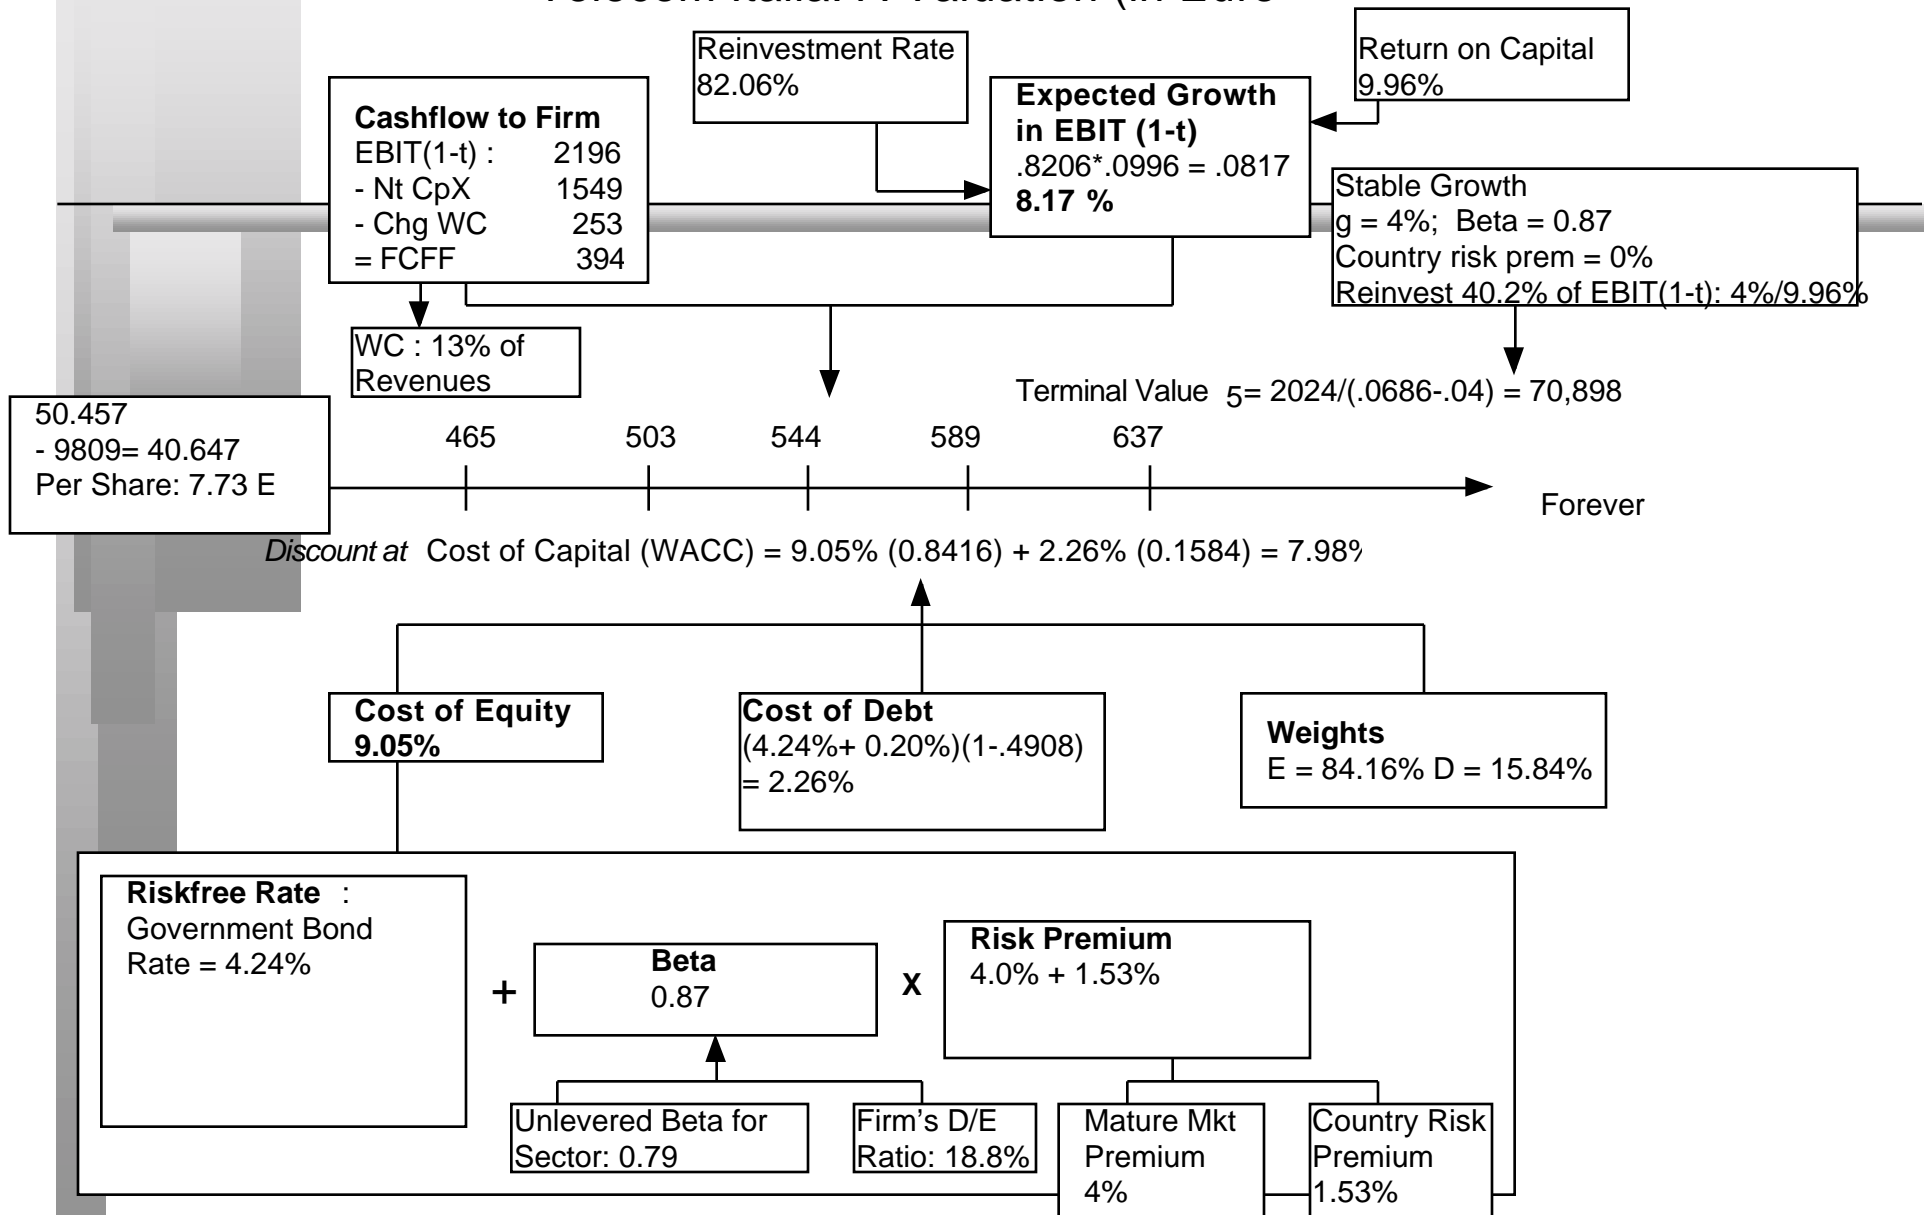 Reinvestment Rate
82.06%
Return on Capital
9.96%
Cashflow to Firm
EBIT(1-t) : 2196
- Nt CpX 1549
- Chg WC 253
= FCFF 394
Expected Growth
in EBIT (1-t)
.8206*.0996 = .0817
8.17 %
Stable Growth
g = 4%; Beta = 0.87
Country risk prem = 0%
Reinvest 40.2% of EBIT(1-t): 4%/9.96%
WC : 13% of
Revenues
Terminal Value 5= 2024/(.0686-.04) = 70,898
50.457
- 9809= 40.647
Per Share: 7.73 E
465 503 544 589 637
Forever
Discount at Cost of Capital (WACC) = 9.05% (0.8416) + 2.26% (0.1584) = 7.98%
Cost of Equity
9.05%
Cost of Debt
(4.24%+ 0.20%)(1-.4908)
= 2.26%
Weights
E = 84.16% D = 15.84%
Riskfree Rate :
Government Bond
Rate = 4.24%
+
Beta
0.87
X
Risk Premium
4.0% + 1.53%
Unlevered Beta for
Sector: 0.79
Firm's D/E
Ratio: 18.8%
Mature Mkt
Premium
4%
Country Risk
Premium
1.53%